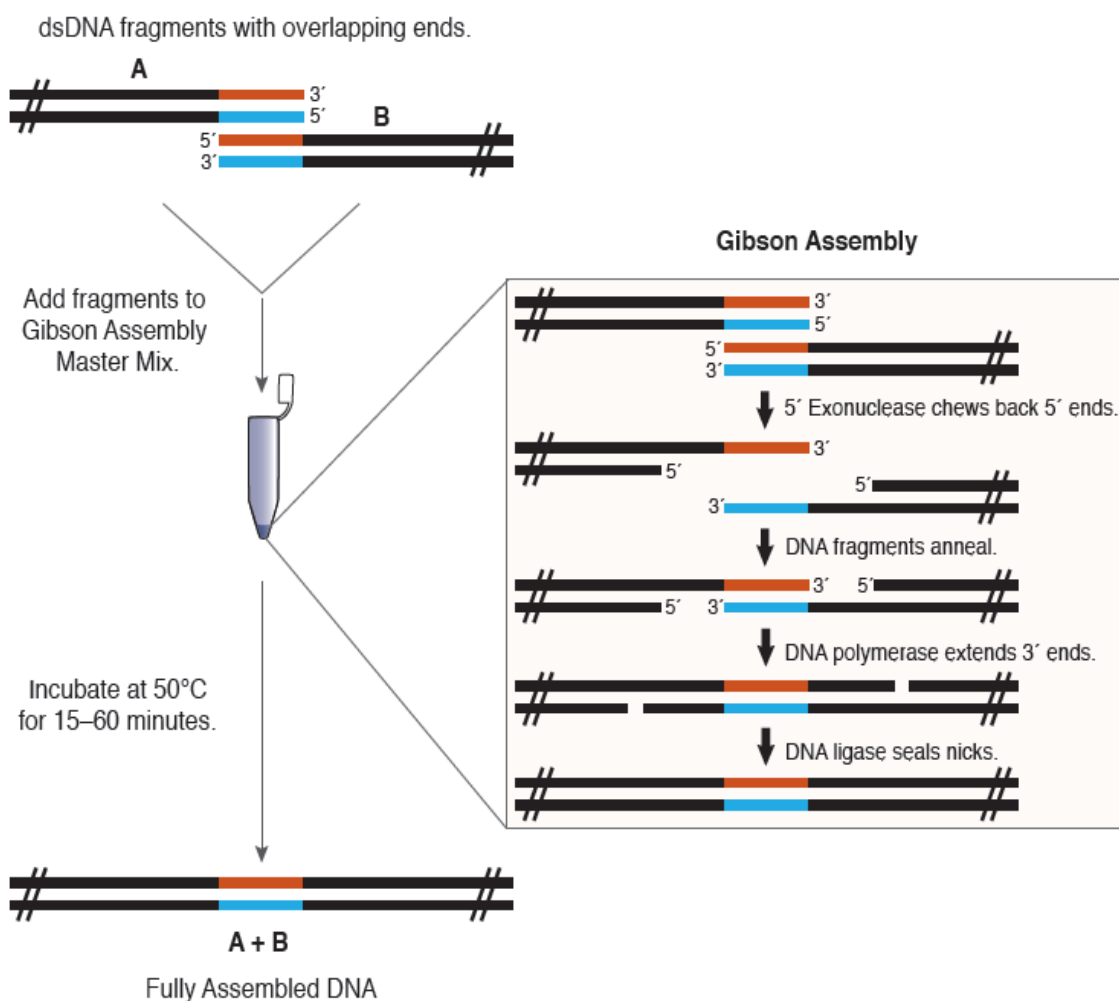 dsDNA fragments with overlapping ends.
A
3´
5´
B
5´
3´
Add fragments to
Gibson Assembly
Master Mix.
Incubate at 50°C
for 15–60 minutes.
A + B
Fully Assembled DNA
Gibson Assembly
3´
5´
5´
3´
5´ Exonuclease chews back 5´ ends.
3´
5´
5´
3´
DNA fragments anneal.
3´ 5´
5´ 3´
DNA polymerase extends 3´ ends.
DNA ligase seals nicks.